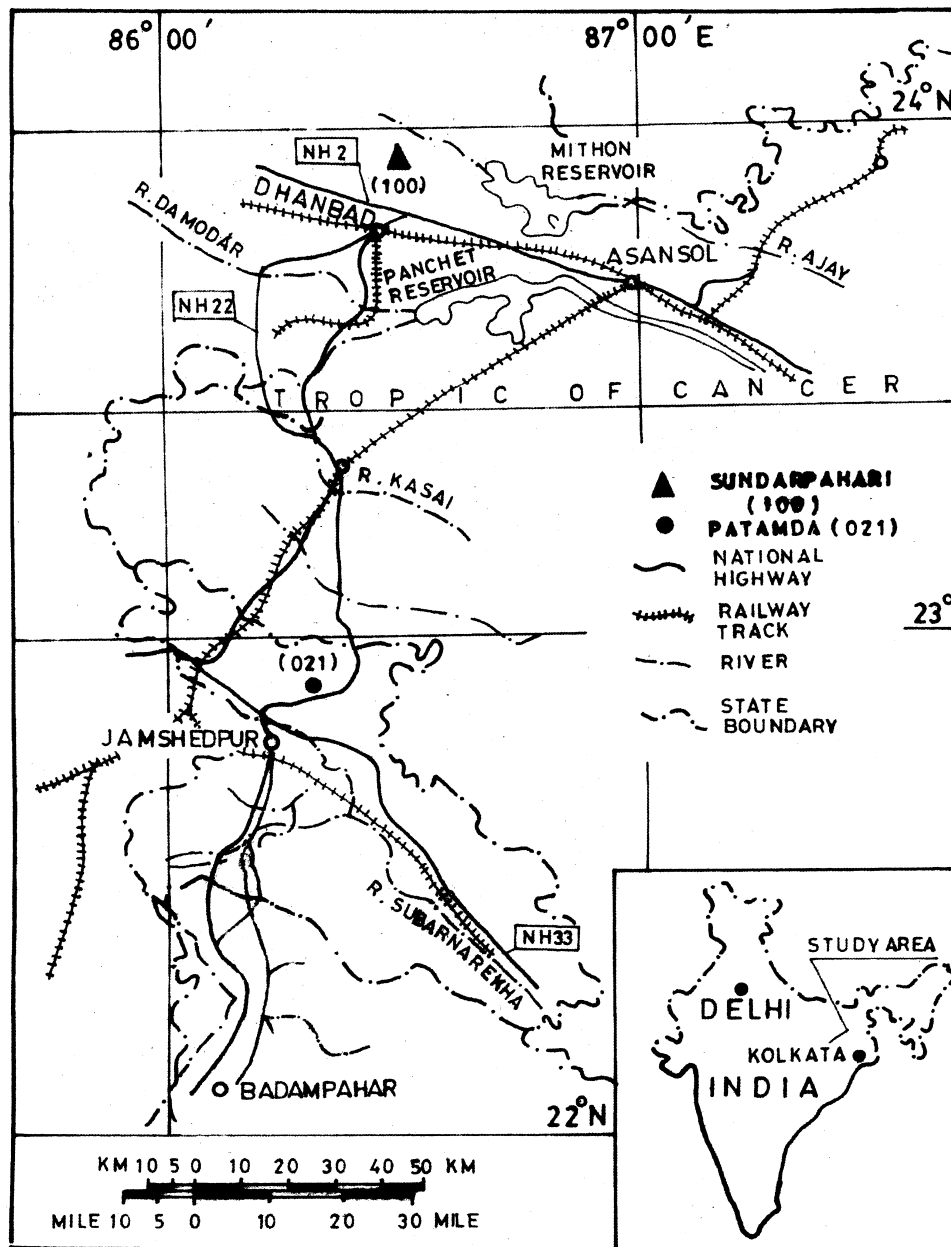 86°00'
87°00'E
24°N
NH2
MITHON
RESERVOIR
(100)
DHANBAD
R. DAMODAR
ASANSOL
R. AJAY
PANCHET
RESERVOIR
NH22
TROPIC OF CANCER
R. KASAI
SUNDARPAHARI
(100)
PATAMDA (021)
NATIONAL
HIGHWAY
RAILWAY
TRACK
23°
RIVER
(021)
STATE
BOUNDARY
JAMSHEDPUR
R. SUBARNAREKHA
NH33
STUDY AREA
DELHI
KOLKATA
INDIA
BADAMPAHAR
22°N
KM 10 5 0 10 20 30 40 50 KM
MILE 10 5 0 10 20 30 MILE